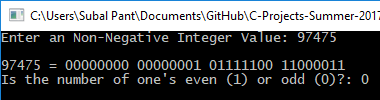 C:\Users\Subal Pant\Documents\GitHub\C-Projects-Summer-2017
Enter an Non-Negative Integer Value: 97475
97475 = 00000000 00000001 01111100 11000011
Is the number of one's even (1) or odd (0)?: 0